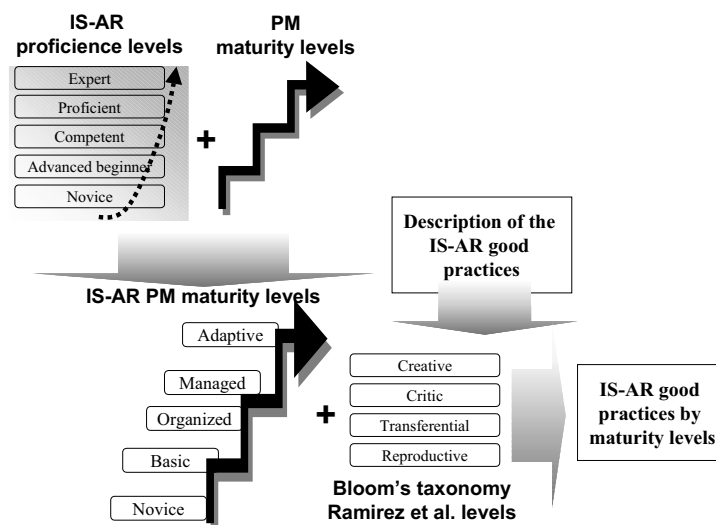 IS-AR
proficience levels
PM
maturity levels
Expert
Proficient
Competent
Advanced beginner
Novice
+
Description of the
IS-AR good
practices
IS-AR PM maturity levels
Adaptive
Managed
Organized
Basic
Novice
+
Creative
Critic
Transferential
Reproductive
Bloom's taxonomy
Ramirez et al. levels
IS-AR good
practices by
maturity levels